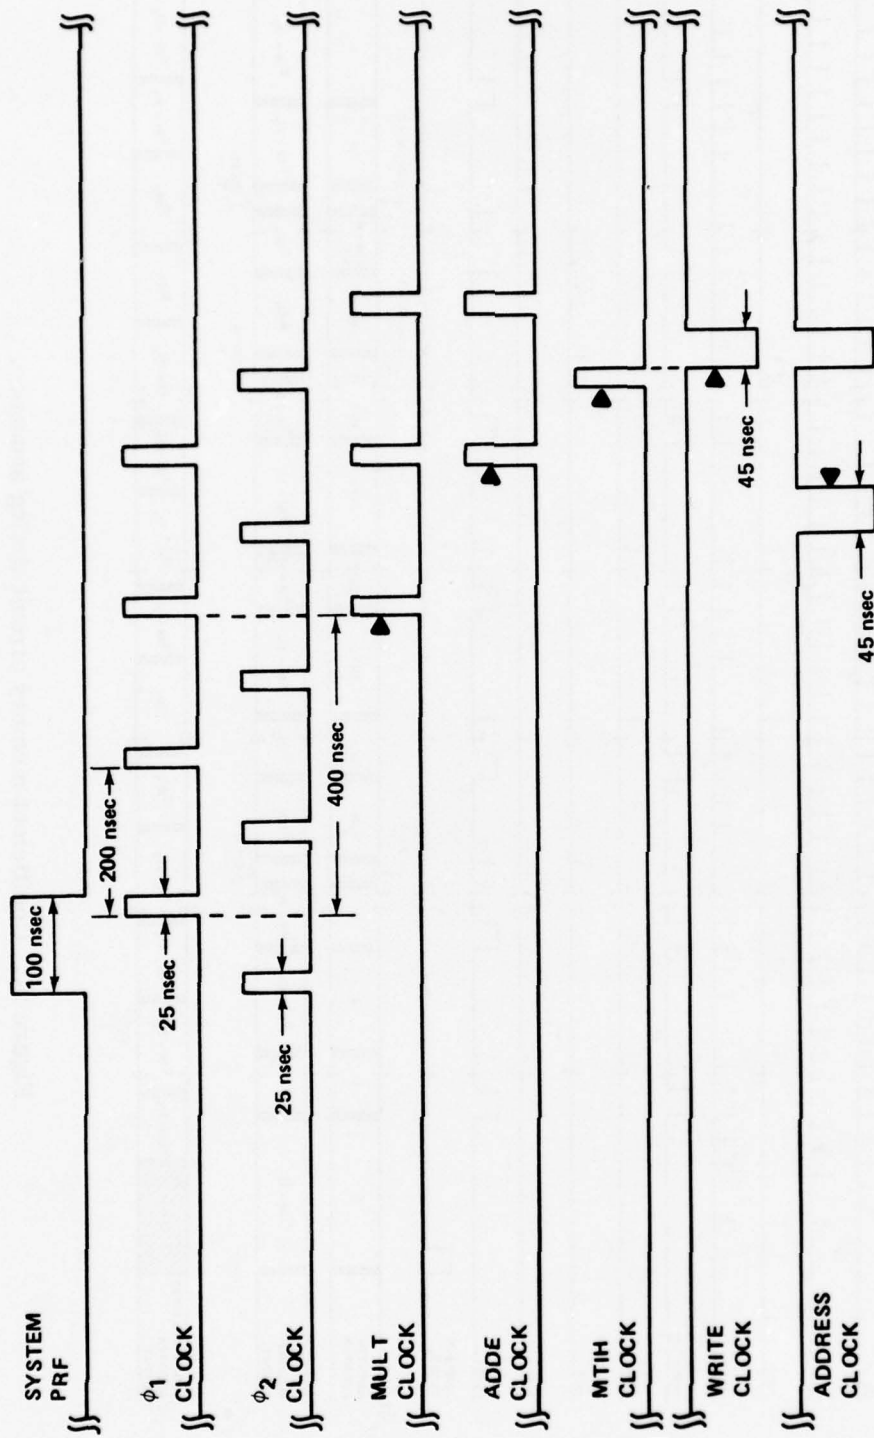 SYSTEM
PRF
100 nsec
ϕ1
CLOCK
200 nsec
25 nsec
ϕ2
CLOCK
25 nsec
400 nsec
MULT
CLOCK
ADDE
CLOCK
MTIH
CLOCK
WRITE
CLOCK
45 nsec
ADDRESS
CLOCK
45 nsec